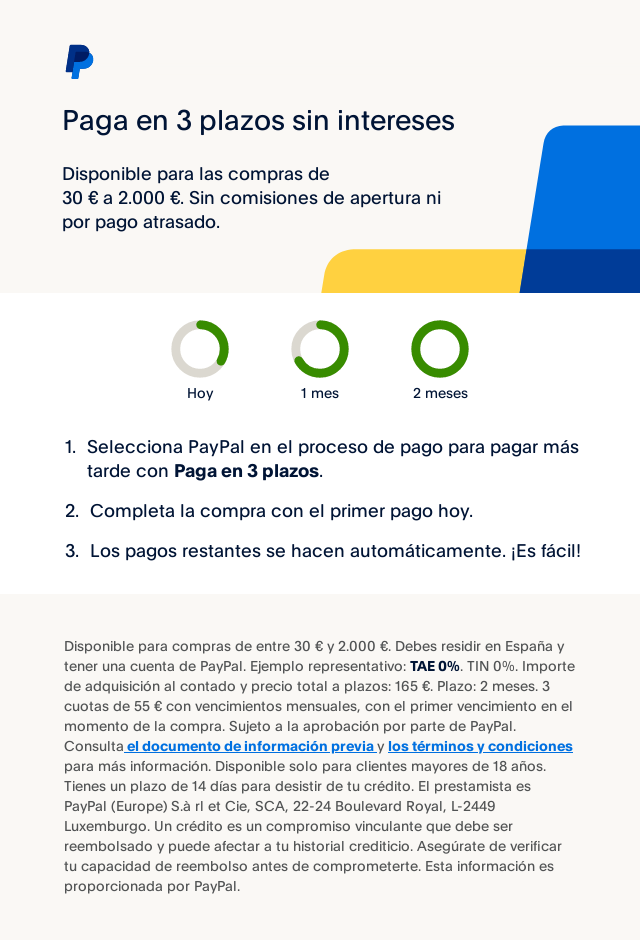 Paga en 3 plazos sin intereses
Disponible para las compras de
30 € a 2.000 €. Sin comisiones de apertura ni
por pago atrasado.
Hoy
1 mes
2 meses
1. Selecciona PayPal en el proceso de pago para pagar más
tarde con Paga en 3 plazos.
2. Completa la compra con el primer pago hoy.
3. Los pagos restantes se hacen automáticamente. ¡Es fácil!
Disponible para compras de entre 30 € y 2.000 €. Debes residir en España y
tener una cuenta de PayPal. Ejemplo representativo: TAE 0%. TIN 0%. Importe
de adquisición al contado y precio total a plazos: 165 €. Plazo: 2 meses. 3
cuotas de 55 € con vencimientos mensuales, con el primer vencimiento en el
momento de la compra. Sujeto a la aprobación por parte de PayPal.
Consulta el documento de información previa y los términos y condiciones
para más información. Disponible solo para clientes mayores de 18 años.
Tienes un plazo de 14 días para desistir de tu crédito. El prestamista es
PayPal (Europe) S.à rl et Cie, SCA, 22-24 Boulevard Royal, L-2449
Luxemburgo. Un crédito es un compromiso vinculante que debe ser
reembolsado y puede afectar a tu historial crediticio. Asegúrate de verificar
tu capacidad de reembolso antes de comprometerte. Esta información es
proporcionada por PayPal.